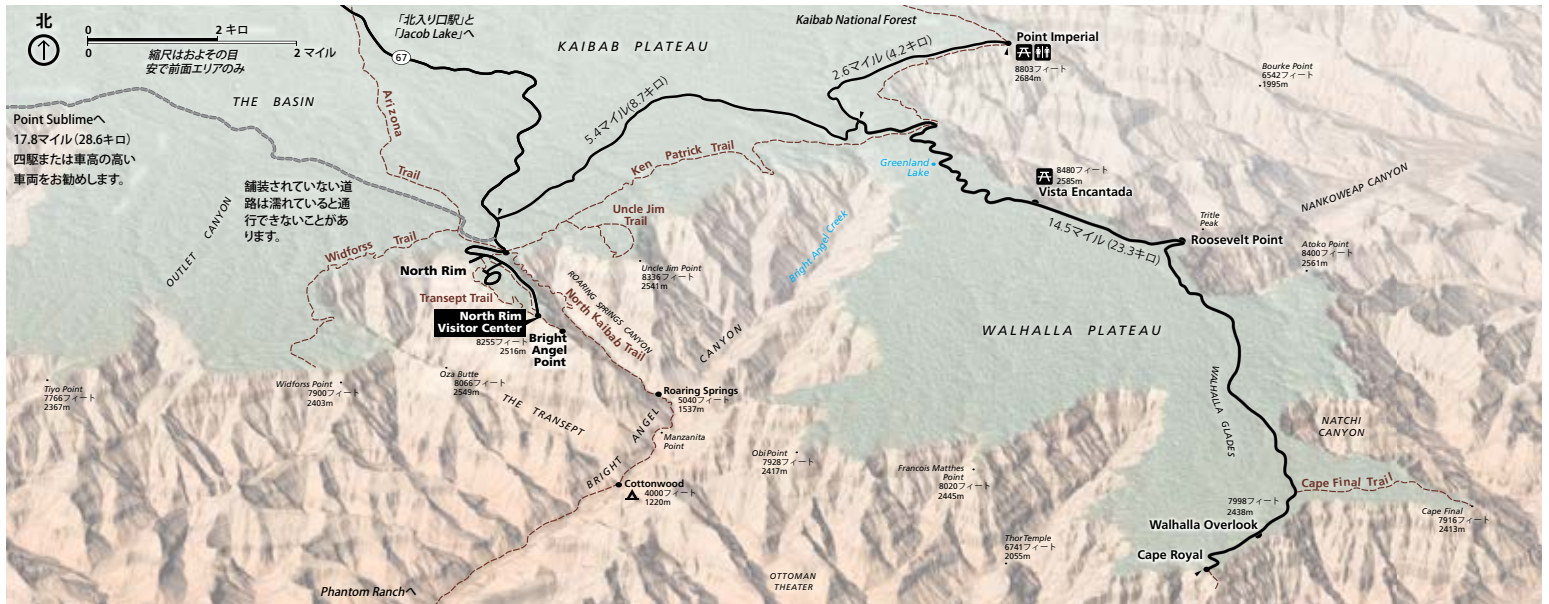 北
0
2 キロ
0
2 マイル
縮尺はおよその目
安で前面エリアのみ
「北入り口駅」と
「Jacob Lake」へ
67
KAIBAB PLATEAU
Kaibab National Forest
Point Imperial
8803フィート
2684m
2.6マイル (4.2キロ)
5.4マイル(8.7キロ)
Bourke Point
6542フィート
1995m
THE BASIN
Arizona
Trail
Point Sublimeへ
17.8マイル（28.6キロ）
四駆または車高の高い
車両をお勧めします。
舗装されていない道
路は濡れていると通
行できないことがあ
ります。
OUTLET CANYON
Ken Patrick Trail
Greenland
Lake
8480フィート
2585m
Vista Encantada
NANKOWEAP CANYON
14.5マイル (23.3キロ)
Tritle
Peak
Roosevelt Point
Atoko Point
8400フィート
2561m
Uncle Jim
Trail
Bright Angel Creek
Widforss Trail
North Rim
Uncle Jim Point
8336フィート
2541m
ROARING SPRINGS CANYON
Transept Trail
North Kaibab Trail
North Rim
Visitor Center
8255フィート
2516m
Bright
Angel
Point
WALHALLA PLATEAU
Tiyo Point
7766フィート
2367m
Widforss Point
7900フィート
2403m
Oza Butte
8066フィート
2549m
THE TRANSEPT
Roaring Springs
5040フィート
1537m
BRIGHT ANGEL CANYON
Manzanita
Point
WALHALLA GLADES
NATCHI
CANYON
Obi Point
7928フィート
2417m
Francois Matthes
Point
8020フィート
2445m
Cottonwood
4000フィート
1220m
Cape Final Trail
7998フィート
2438m
Walhalla Overlook
Cape Final
7916フィート
2413m
Thor Temple
6741フィート
2055m
Cape Royal
OTTOMAN
THEATER
Phantom Ranchへ